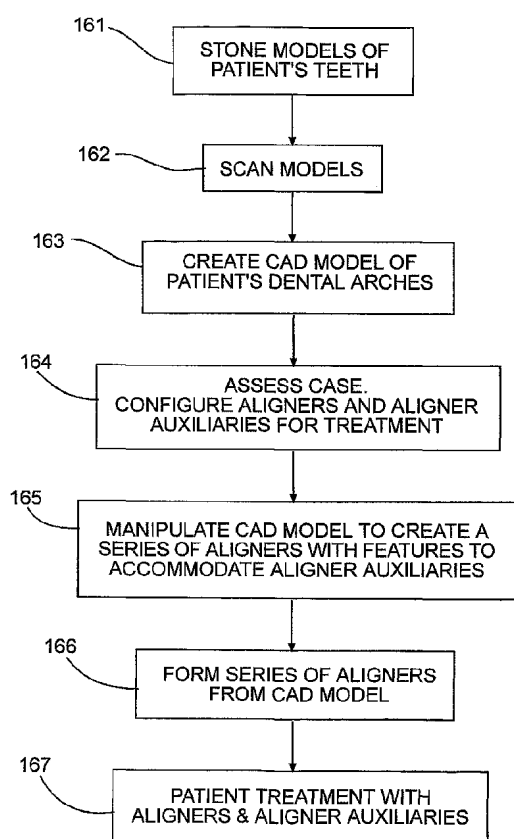 161
STONE MODELS OF
PATIENT'S TEETH
162
SCAN MODELS
163
CREATE CAD MODEL OF
PATIENT'S DENTAL ARCHES
164
ASSESS CASE.
CONFIGURE ALIGNERS AND ALIGNER
AUXILIARIES FOR TREATMENT
165
MANIPULATE CAD MODEL TO CREATE A
SERIES OF ALIGNERS WITH FEATURES TO
ACCOMMODATE ALIGNER AUXILIARIES
166
FORM SERIES OF ALIGNERS
FROM CAD MODEL
167
PATIENT TREATMENT WITH
ALIGNERS & ALIGNER AUXILIARIES